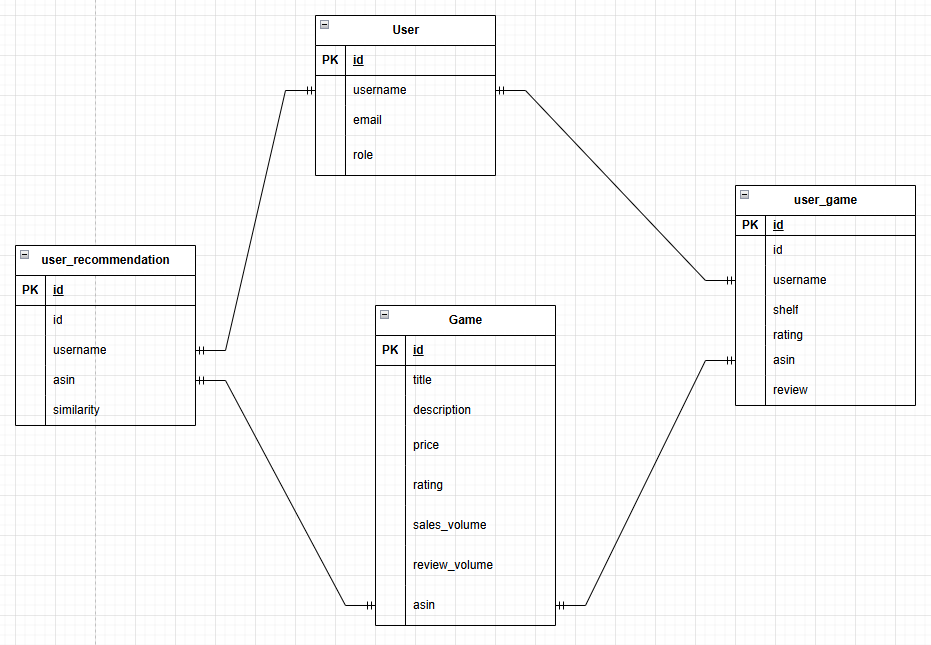 User
PK id
username
email
role
user_game
PK id
id
username
shelf
rating
asin
review
user_recommendation
PK id
id
username
asin
similarity
Game
PK id
title
description
price
rating
sales_volume
review_volume
asin